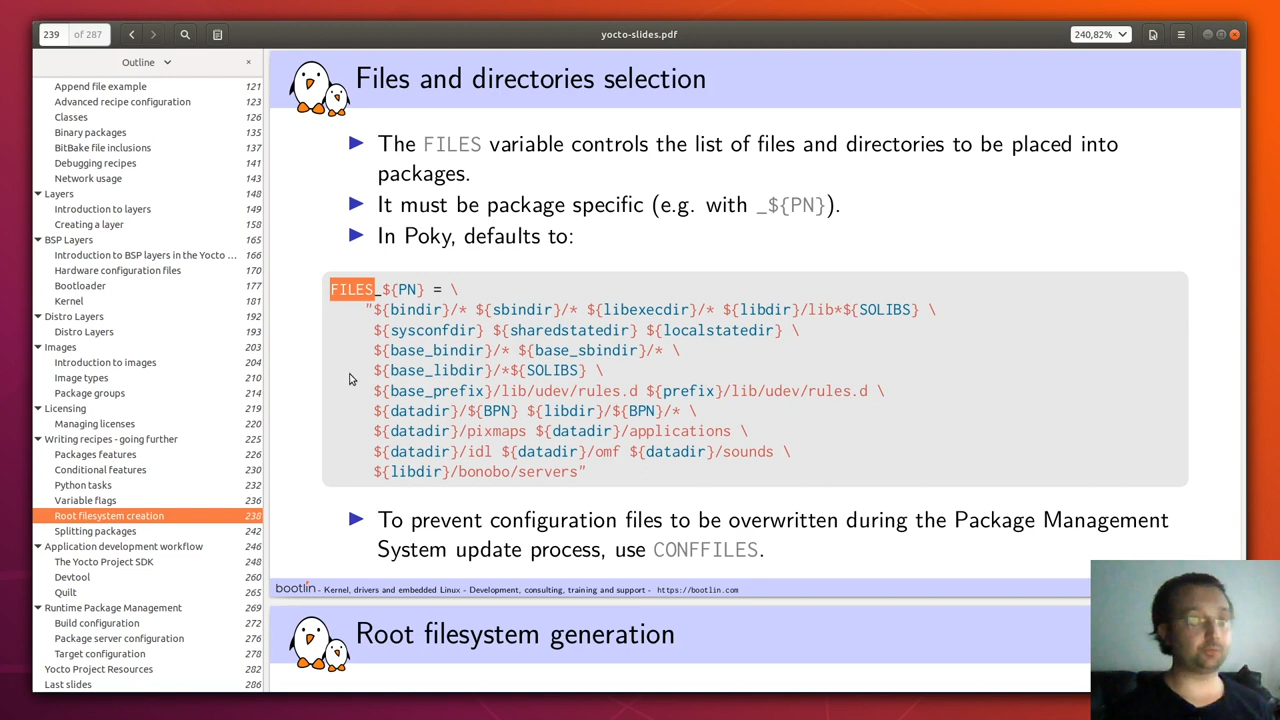 239 of 287
yocto-slides.pdf
240,82%
Outline
Append file example 121
Advanced recipe configuration 123
Classes 126
Binary packages 135
BitBake file inclusions 137
Debugging recipes 141
Network usage 143
Layers 148
Introduction to layers 149
Creating a layer 158
BSP Layers 165
Introduction to BSP layers in the Yocto ... 166
Hardware configuration files 170
Bootloader 176
Kernel 181
Distro Layers 192
Distro Layers 193
Images 203
Introduction to images 204
Image types 210
Package groups 214
Licensing 219
Managing licenses 220
Writing recipes - going further 225
Packages features 226
Conditional features 230
Python tasks 232
Variable flags 236
Root filesystem creation 238
Splitting packages 242
Application development workflow 246
The Yocto Project SDK 248
Devtool 260
Quilt 265
Runtime Package Management 269
Build configuration 272
Package server configuration 276
Target configuration 278
Yocto Project Resources 282
Last slides 286
Files and directories selection
The FILES variable controls the list of files and directories to be placed into
packages.
It must be package specific (e.g. with _${PN}).
In Poky, defaults to:
FILES_${PN} = \
"${bindir}/* ${sbindir}/* ${libexecdir}/* ${libdir}/lib*${SOLIBS} \
${sysconfdir} ${sharedstatedir} ${localstatedir} \
${base_bindir}/* ${base_sbindir}/* \
${base_libdir}/*${SOLIBS} \
${base_prefix}/lib/udev/rules.d ${prefix}/lib/udev/rules.d \
${datadir}/${BPN} ${libdir}/${BPN}/* \
${datadir}/pixmaps ${datadir}/applications \
${datadir}/idl ${datadir}/omf ${datadir}/sounds \
${libdir}/bonobo/servers"
To prevent configuration files to be overwritten during the Package Management
System update process, use CONFFILES.
bootlin - Kernel, drivers and embedded Linux - Development, consulting, training and support - https://bootlin.com
Root filesystem generation